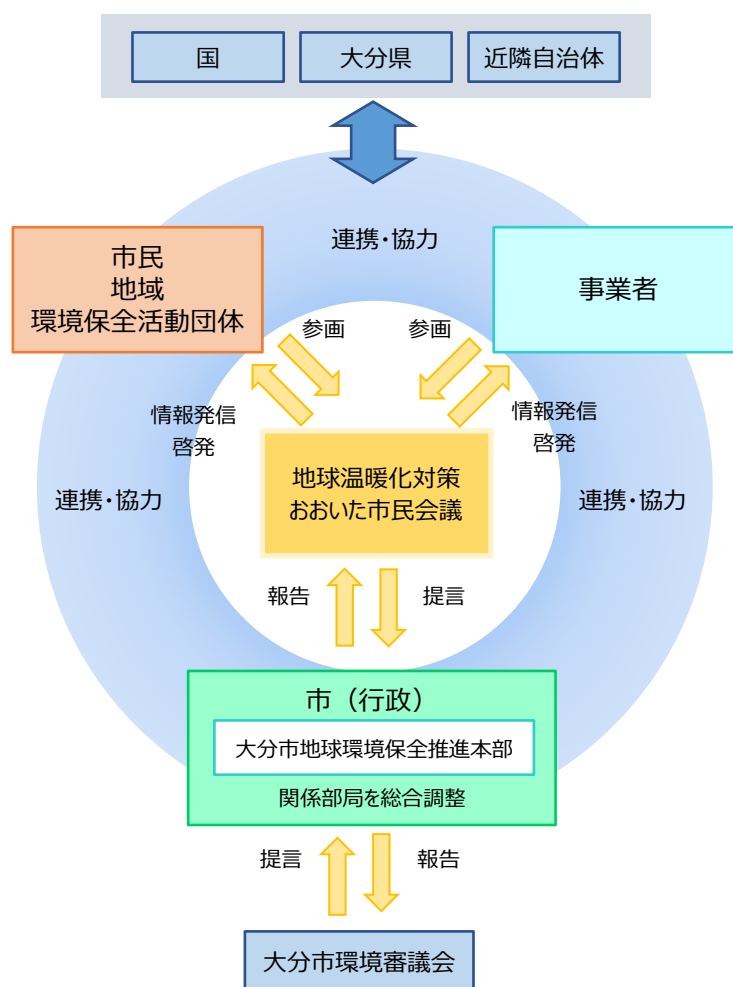 国
大分県
近隣自治体
連携・協力
市民
地域
環境保全活動団体
事業者
参画
参画
情報発信
啓発
情報発信
啓発
地球温暖化対策
おおいた市民会議
連携・協力
連携・協力
報告
提言
市（行政）
大分市地球環境保全推進本部
関係部局を総合調整
提言
報告
大分市環境審議会